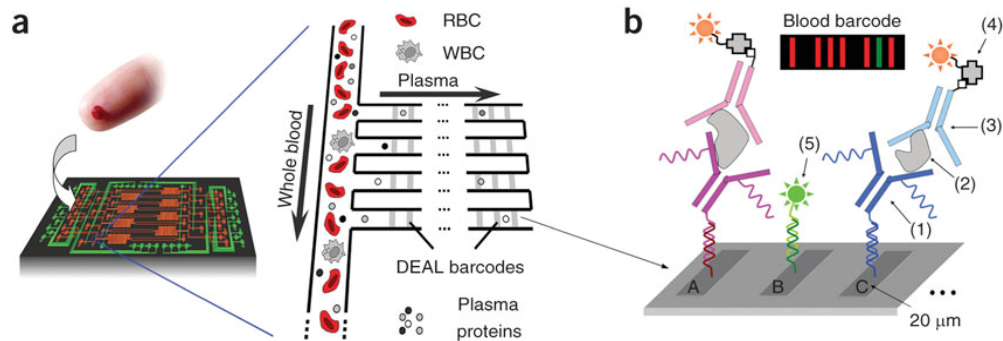 a
RBC
WBC
Plasma
Whole blood
DEAL barcodes
Plasma
proteins
b
Blood barcode
(4)
(3)
(5)
(2)
(1)
A
B
C
20 μm